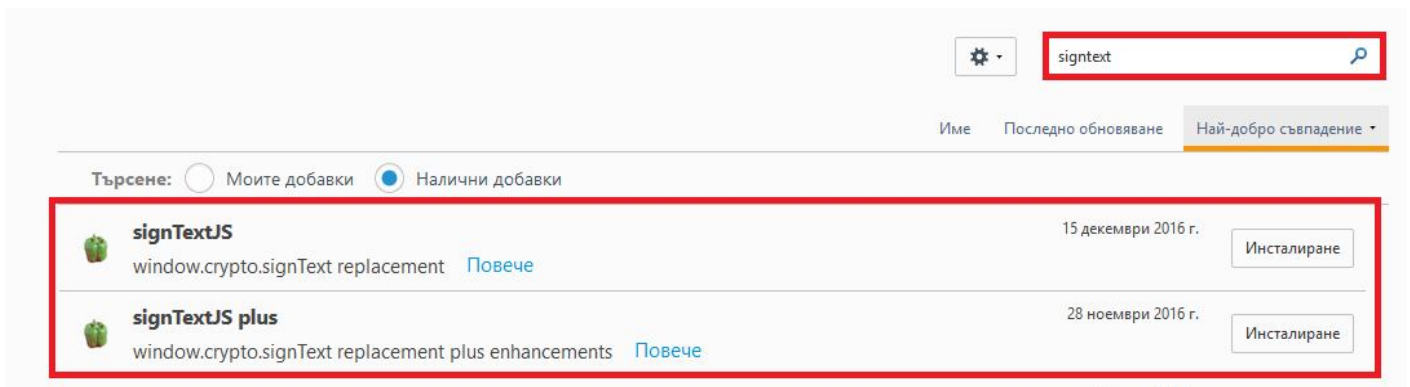 signtext
Име Последно обновяване Най-добро съвпадение
Търсене: Моите добавки Налични добавки
signTextJS 15 декември 2016 г.
window.crypto.signText replacement Повече Инсталиране
signTextJS plus 28 ноември 2016 г.
window.crypto.signText replacement plus enhancements Повече Инсталиране